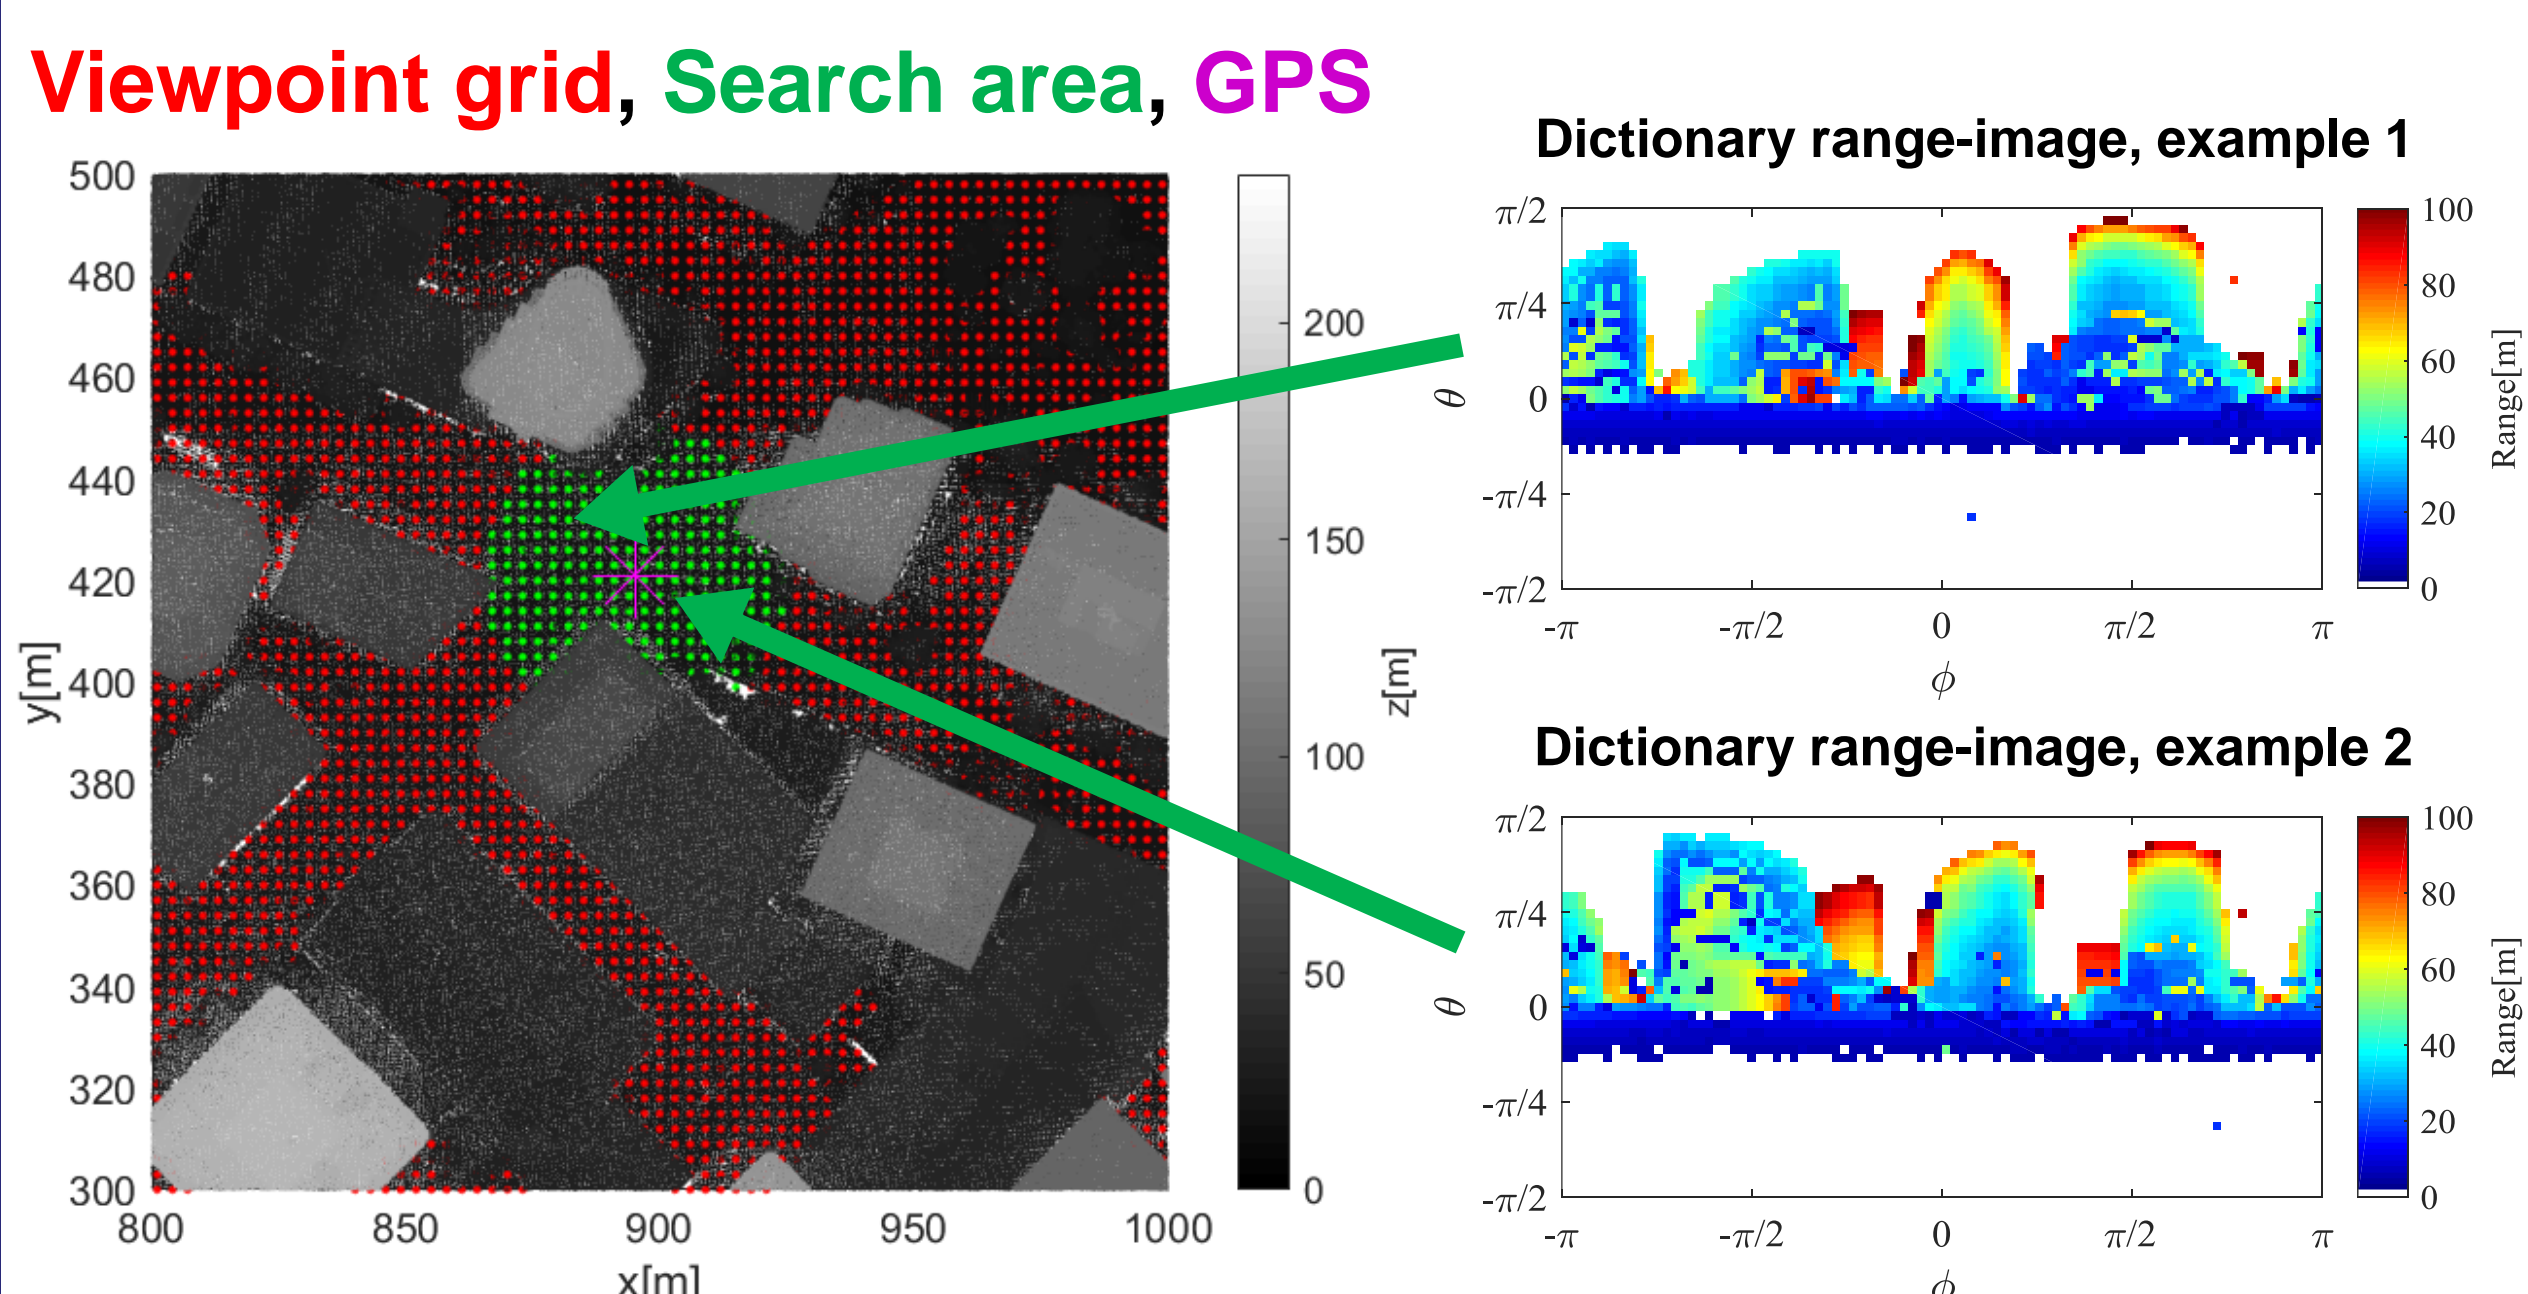 Viewpoint grid, Search area, GPS
500
480
460
440
420
400
380
360
340
320
300
y[m]
800
850
900
950
1000
x[m]
200
150
100
50
0
z[m]
Dictionary range-image, example 1
π/2
π/4
0
-π/4
-π/2
θ
-π
-π/2
0
π/2
π
ϕ
100
80
60
40
20
0
Range[m]
Dictionary range-image, example 2
π/2
π/4
0
-π/4
-π/2
θ
-π
-π/2
0
π/2
π
ϕ
100
80
60
40
20
0
Range[m]